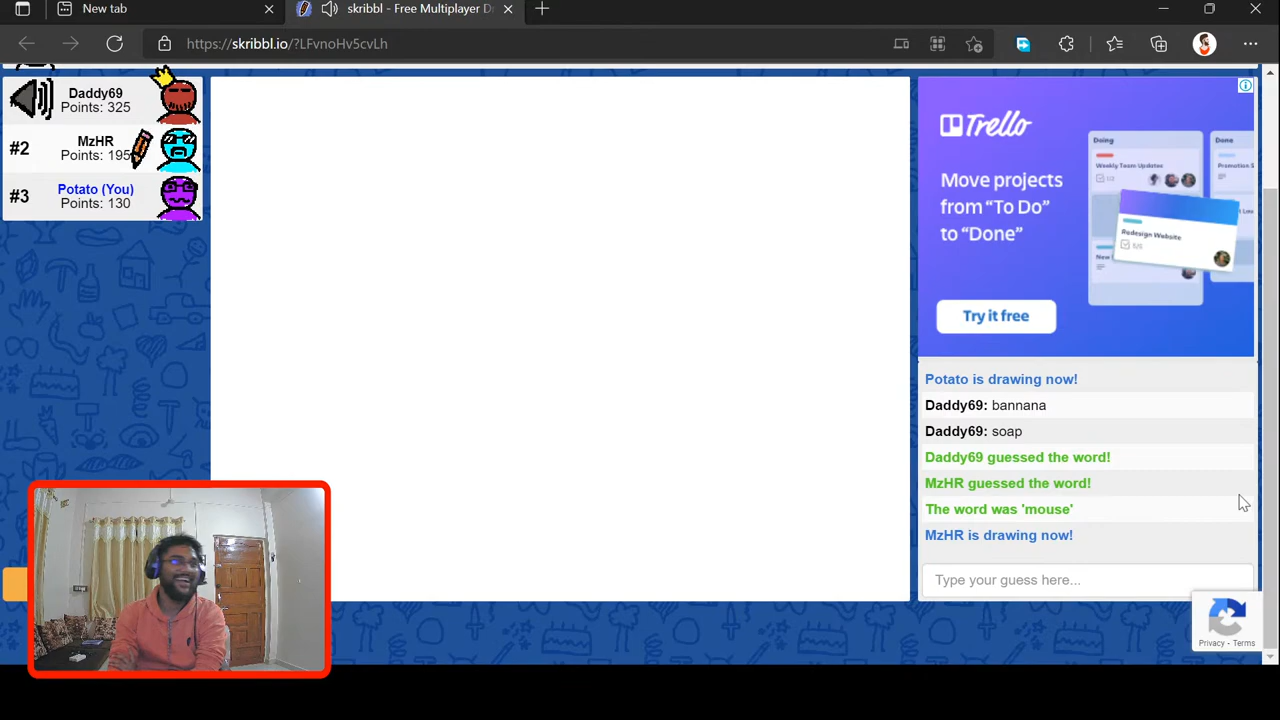 New tab
skribbl - Free Multiplayer D
https://skribbl.io/?LFvnoHv5cvLh
Daddy69
Points: 325
#2
MzHR
Points: 195
#3
Potato (You)
Points: 130
Trello
Move projects
from “To Do”
to “Done”
Try it free
Doing
Weekly Team Updates
Done
Redesign Website
Potato is drawing now!
Daddy69: bannana
Daddy69: soap
Daddy69 guessed the word!
MzHR guessed the word!
The word was 'mouse'
MzHR is drawing now!
Type your guess here...
Privacy - Terms